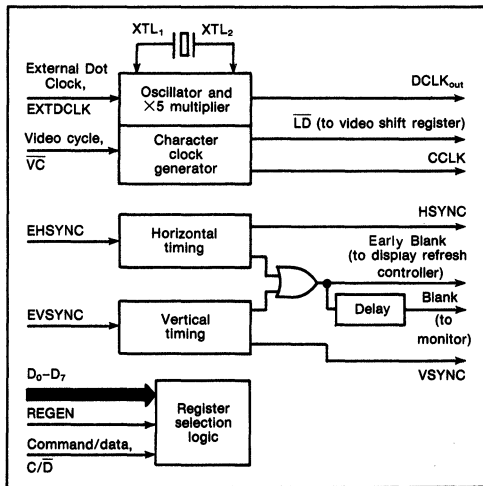 XTL₁ XTL₂
External Dot
Clock,
EXTDCLK
Oscillator and
×5 multiplier
DCLKout
Video cycle,
V̅C̅
Character
clock
generator
L̅D̅ (to video shift register)
CCLK
EHSYNC
Horizontal
timing
HSYNC
Early Blank
(to display refresh
controller)
Delay
Blank
(to
monitor)
EVSYNC
Vertical
timing
VSYNC
D₀–D₇
REGEN
Command/data,
C/D̅
Register
selection
logic